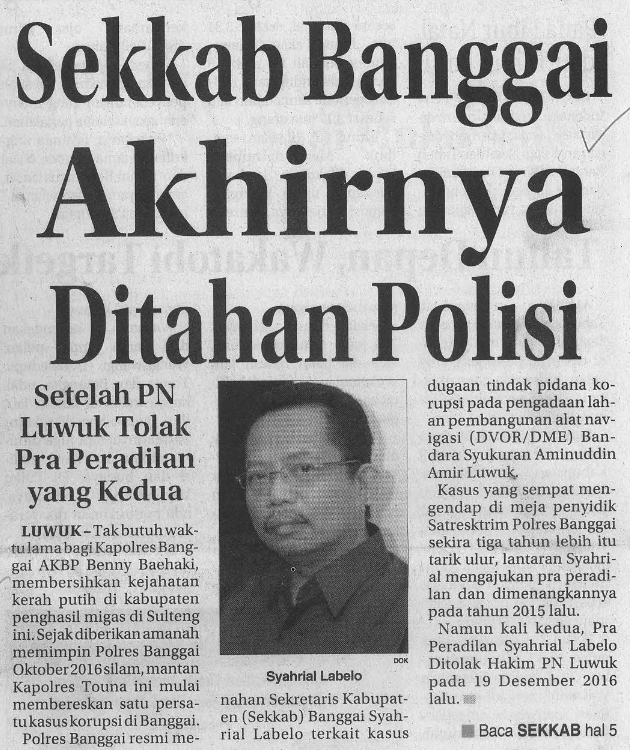 Sekkab Banggai
Akhirnya
Ditahan Polisi
Setelah PN
Luwuk Tolak
Pra Peradilan
yang Kedua
LUWUK – Tak butuh wak-
tu lama bagi Kapolres Bang-
gai AKBP Benny Baehaki,
membersihkan kejahatan
kerah putih di kabupaten
penghasil migas di Sulteng
ini. Sejak diberikan amanah
memimpin Polres Banggai
Oktober 2016 silam, mantan
Kapolres Touna ini mulai
membereskan satu persa-
tu kasus korupsi di Banggai.
Polres Banggai resmi me-
DOK
Syahrial Labelo
nahan Sekretaris Kabupat-
en (Sekkab) Banggai Syah-
rial Labelo terkait kasus
dugaan tindak pidana ko-
rupsi pada pengadaan lah-
an pembangunan alat nav-
igasi (DVOR/DME) Ban-
dara Syukuran Aminuddin
Amir Luwuk.
Kasus yang sempat men-
gendap di meja penyidik
Satresktrim Polres Banggai
sekira tiga tahun lebih itu
tarik ulur, lantaran Syahri-
al mengajukan pra peradi-
lan dan dimenangkannya
pada tahun 2015 lalu.
Namun kali kedua, Pra
Peradilan Syahrial Labelo
Ditolak Hakim PN Luwuk
pada 19 Desember 2016
lalu.
Baca SEKKAB hal 5